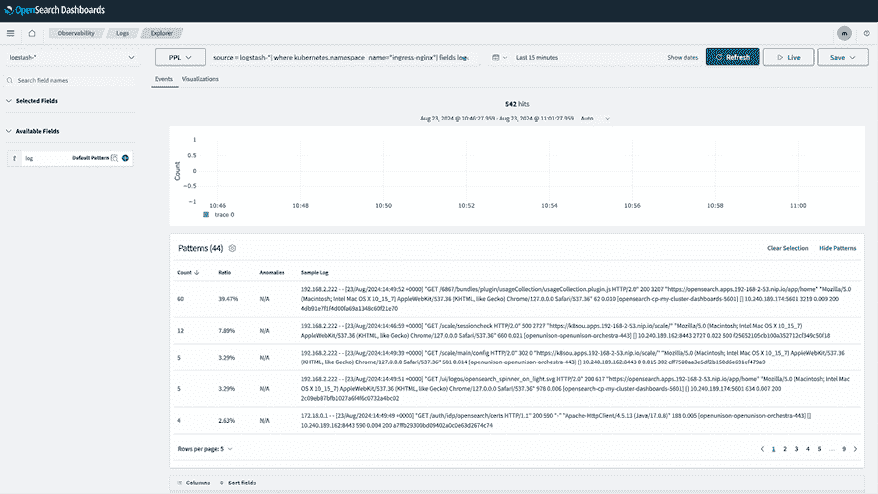 OpenSearch Dashboards
Observability Logs Explorer m
logstash-* PPL source = logstash-*| where kubernetes.namespace_name="ingress-nginx"| fields log Last 15 minutes Show dates Refresh Live Save
Search field names
Events Visualizations
Selected Fields
542 hits
Aug 23, 2024 @ 10:46:27.959 - Aug 23, 2024 @ 11:01:27.959 Auto
Available Fields
t log Default Pattern
Count
1
0.5
0
−0.5
−1
10:46 10:48 10:50 10:52 10:54 10:56 10:58 11:00
trace 0
Patterns (44) Clear Selection Hide Patterns
Count Ratio Anomalies Sample Log
60 39.47% N/A 192.168.2.222 - - [23/Aug/2024:14:49:52 +0000] "GET /6867/bundles/plugin/usageCollection/usageCollection.plugin.js HTTP/2.0" 200 3207 "https://opensearch.apps.192-168-2-53.nip.io/app/home" "Mozilla/5.0
(Macintosh; Intel Mac OS X 10_15_7) AppleWebKit/537.36 (KHTML, like Gecko) Chrome/127.0.0.0 Safari/537.36" 62 0.010 [opensearch-cp-my-cluster-dashboards-5601] [] 10.240.189.174:5601 3219 0.009 200
12 7.89% N/A 192.168.2.222 - - [23/Aug/2024:14:46:59 +0000] "GET /scale/sessioncheck HTTP/2.0" 500 2727 "https://k8sou.apps.192-168-2-53.nip.io/scale/" "Mozilla/5.0 (Macintosh; Intel Mac OS X 10_15_7)
AppleWebKit/537.36 (KHTML, like Gecko) Chrome/127.0.0.0 Safari/537.36" 660 0.021 [openunison-openunison-orchestra-443] [] 10.240.189.162:8443 2727 0.022 500
5 3.29% N/A 192.168.2.222 - - [23/Aug/2024:14:49:39 +0000] "GET /scale/main/config HTTP/2.0" 302 0 "https://k8sou.apps.192-168-2-53.nip.io/scale/" "Mozilla/5.0 (Macintosh; Intel Mac OS X 10_15_7) AppleWebKit/537.36
(KHTML, like Gecko) Chrome/127.0.0.0 Safari/537.36" [openunison-openunison-orchestra-443] [] 10.240.189.162:8443
5 3.29% N/A 192.168.2.222 - - [23/Aug/2024:14:49:51 +0000] "GET /ui/logos/opensearch_spinner_on_light.svg HTTP/2.0" 200 617 "https://opensearch.apps.192-168-2-53.nip.io/app/home" "Mozilla/5.0 (Macintosh; Intel Mac
OS X 10_15_7) AppleWebKit/537.36 (KHTML, like Gecko) Chrome/127.0.0.0 Safari/537.36" 978 0.006 [opensearch-cp-my-cluster-dashboards-5601] [] 10.240.189.174:5601 634 0.007 200
4 2.63% N/A 172.18.0.1 - - [23/Aug/2024:14:49:49 +0000] "GET /auth/idp/opensearch/certs HTTP/1.1" 200 590 "-" "Apache-HttpClient/4.5.13 (Java/17.0.8)" 188 0.005 [openunison-openunison-orchestra-443] []
10.240.189.162:8443 590 0.004 200
Rows per page: 5 1 2 3 4 5 ... 9
Columns Sort fields